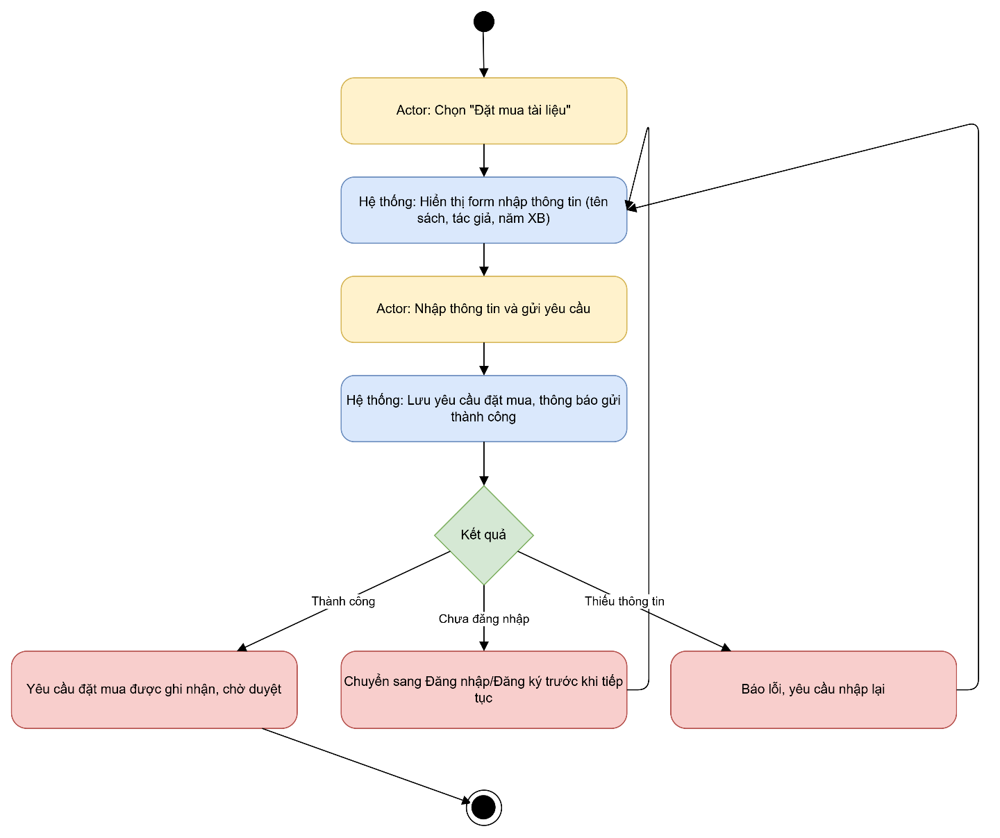 Actor: Chọn "Đặt mua tài liệu"
Hệ thống: Hiển thị form nhập thông tin (tên
sách, tác giả, năm XB)
Actor: Nhập thông tin và gửi yêu cầu
Hệ thống: Lưu yêu cầu đặt mua, thông báo gửi
thành công
Kết quả
Thành công
Chưa đăng nhập
Thiếu thông tin
Yêu cầu đặt mua được ghi nhận, chờ duyệt
Chuyển sang Đăng nhập/Đăng ký trước khi tiếp
tục
Báo lỗi, yêu cầu nhập lại